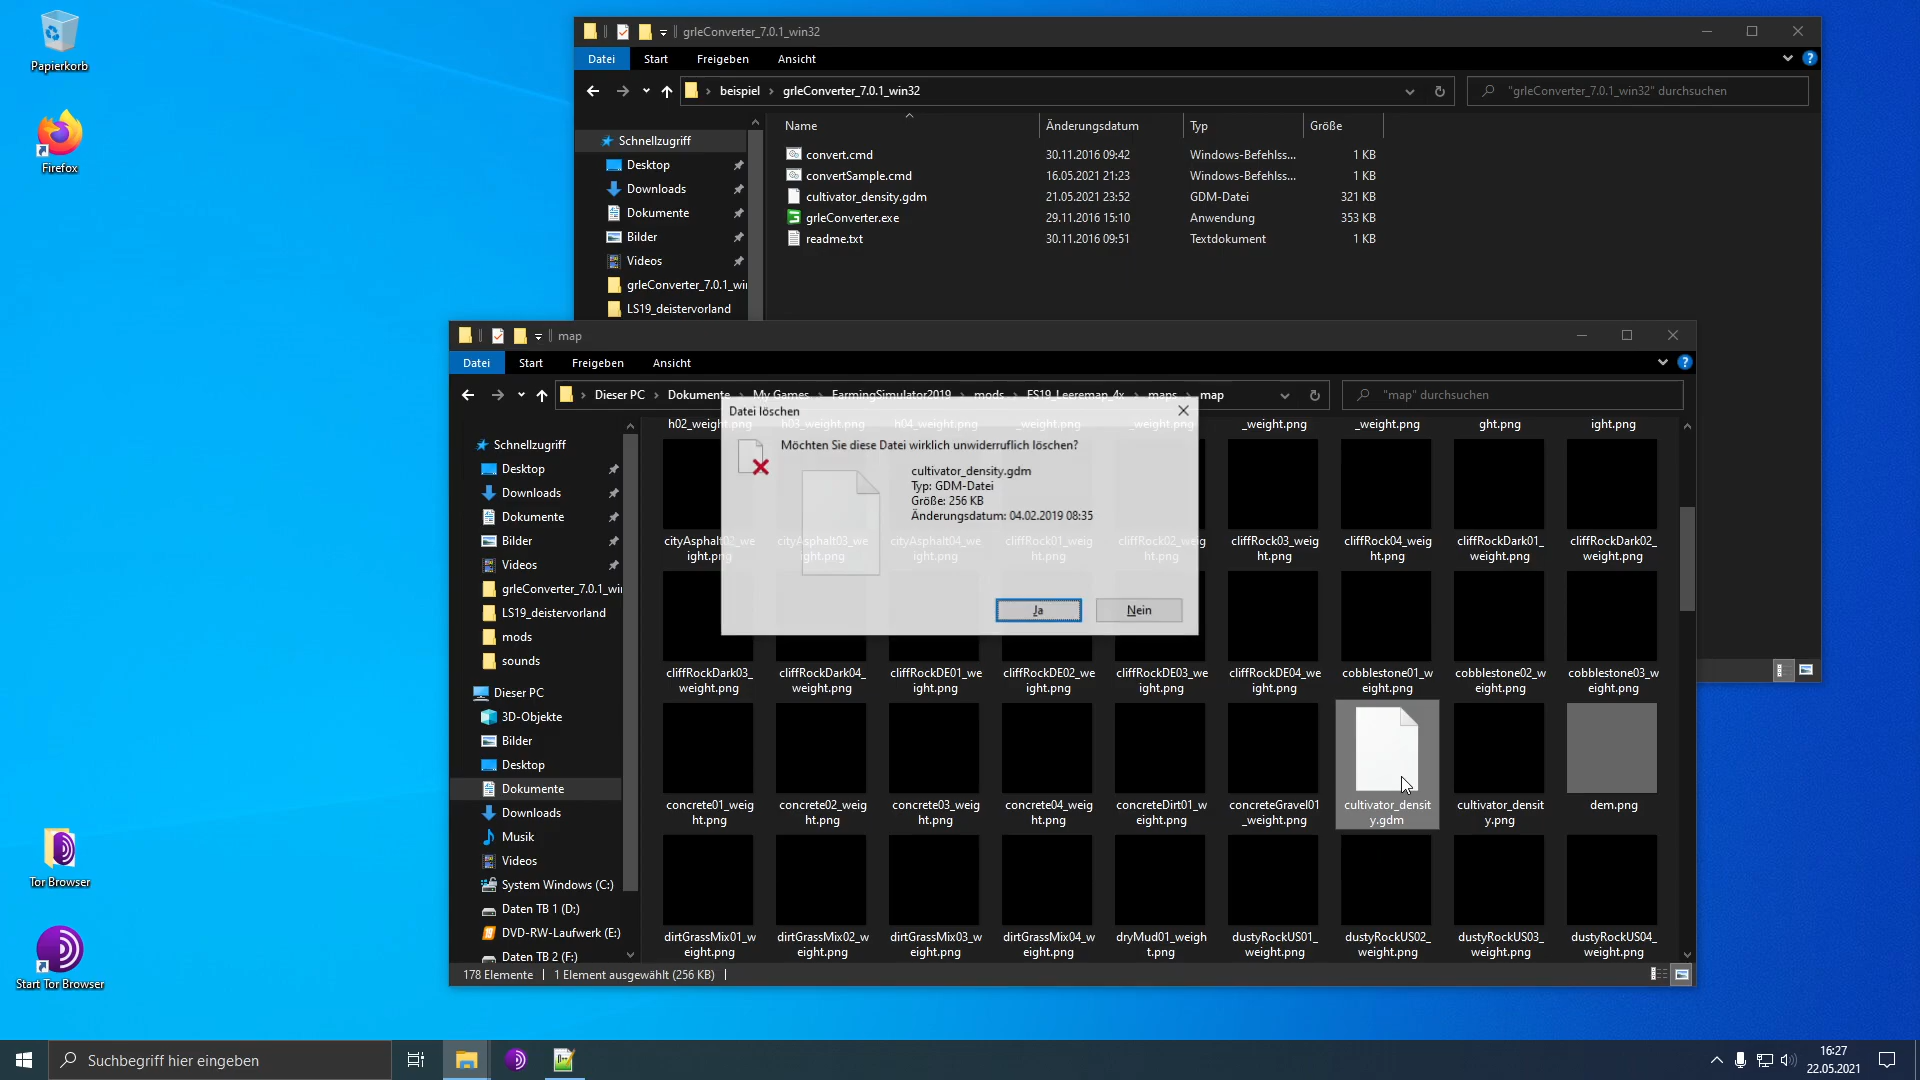 Papierkorb
Firefox
Tor Browser
Start Tor Browser
grleConverter_7.0.1_win32
Datei Start Freigeben Ansicht
beispiel › grleConverter_7.0.1_win32
"grleConverter_7.0.1_win32" durchsuchen
Name Änderungsdatum Typ Größe
convert.cmd 30.11.2016 09:42 Windows-Befehlss... 1 KB
convertSample.cmd 16.05.2021 21:23 Windows-Befehlss... 1 KB
cultivator_density.gdm 21.05.2021 23:52 GDM-Datei 321 KB
grleConverter.exe 29.11.2016 15:10 Anwendung 353 KB
readme.txt 30.11.2016 09:51 Textdokument 1 KB
Schnellzugriff
Desktop
Downloads
Dokumente
Bilder
Videos
grleConverter_7.0.1_wi
LS19_deistervorland
map
Datei Start Freigeben Ansicht
Dieser PC › Dokumente › My Games › FarmingSimulator2019 › mods › FS19_Leeremap_4x › maps › map
"map" durchsuchen
Schnellzugriff
Desktop
Downloads
Dokumente
Bilder
Videos
grleConverter_7.0.1_wi
LS19_deistervorland
mods
sounds
Dieser PC
3D-Objekte
Bilder
Desktop
Dokumente
Downloads
Musik
Videos
System Windows (C:)
Daten TB 1 (D:)
DVD-RW-Laufwerk (E:)
Daten TB 2 (F:)
h02_weight.png h03_weight.png h04_weight.png _weight.png _weight.png _weight.png _weight.png ght.png ight.png
cityAsphalt02_we cityAsphalt03_we cityAsphalt04_we cliffRock01_weig cliffRock02_weig cliffRock03_weig cliffRock04_weig cliffRockDark01_ cliffRockDark02_
ight.png ight.png ight.png ht.png ht.png ht.png ht.png weight.png weight.png
cliffRockDark03_ cliffRockDark04_ cliffRockDE01_we cliffRockDE02_we cliffRockDE03_we cliffRockDE04_we cobblestone01_w cobblestone02_w cobblestone03_w
weight.png weight.png ight.png ight.png ight.png ight.png eight.png eight.png eight.png
concrete01_weig concrete02_weig concrete03_weig concrete04_weig concreteDirt01_w concreteGravel01 cultivator_densit cultivator_densit dem.png
ht.png ht.png ht.png ht.png eight.png _weight.png y.gdm y.png
dirtGrassMix01_w dirtGrassMix02_w dirtGrassMix03_w dirtGrassMix04_w dryMud01_weigh dustyRockUS01_ dustyRockUS02_ dustyRockUS03_ dustyRockUS04_
eight.png eight.png eight.png eight.png t.png weight.png weight.png weight.png weight.png
178 Elemente 1 Element ausgewählt (256 KB)
Datei löschen
Möchten Sie diese Datei wirklich unwiderruflich löschen?
cultivator_density.gdm
Typ: GDM-Datei
Größe: 256 KB
Änderungsdatum: 04.02.2019 08:35
Ja Nein
Suchbegriff hier eingeben
16:27
22.05.2021